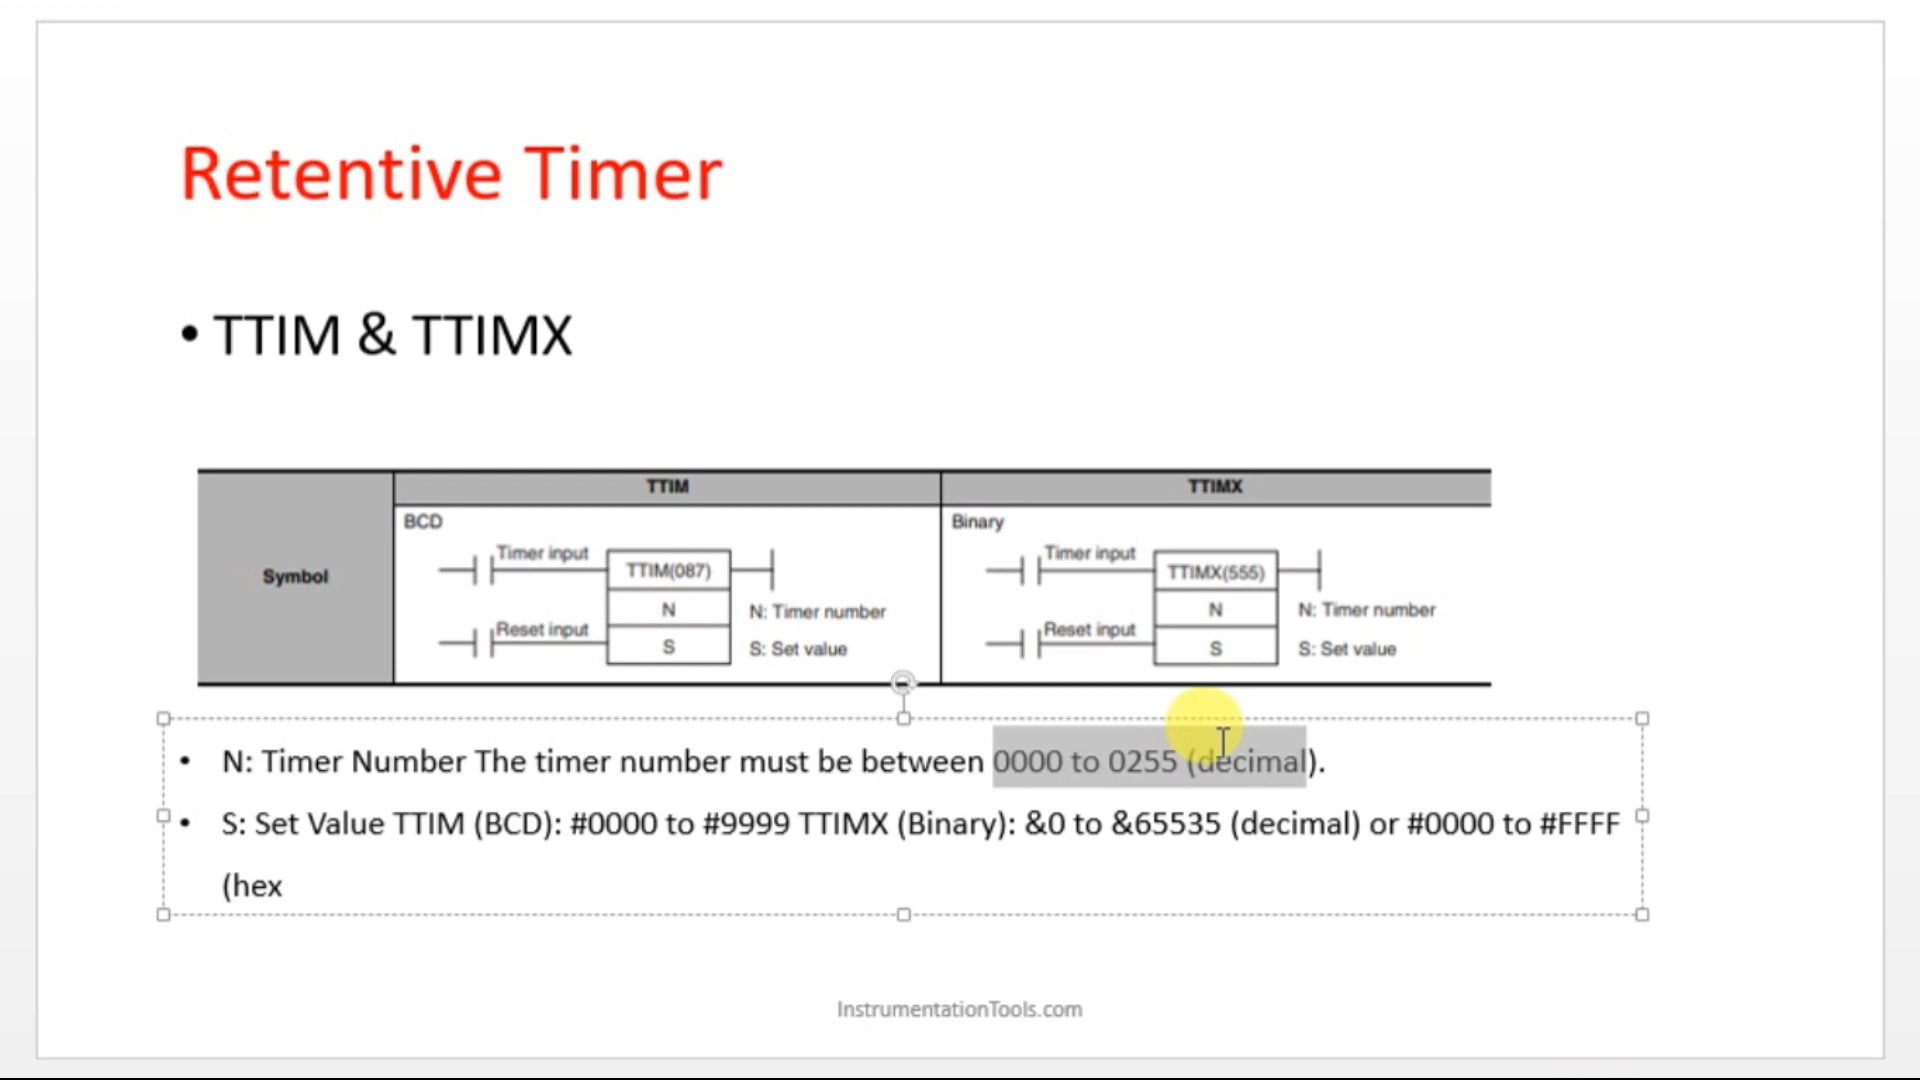 Retentive Timer
• TTIM & TTIMX
TTIM
TTIMX
Symbol
BCD
Timer input
TTIM(087)
N
N: Timer number
Reset input
S
S: Set value
Binary
Timer input
TTIMX(555)
N
N: Timer number
Reset input
S
S: Set value
• N: Timer Number The timer number must be between 0000 to 0255 (decimal).
• S: Set Value TTIM (BCD): #0000 to #9999 TTIMX (Binary): &0 to &65535 (decimal) or #0000 to #FFFF
(hex
InstrumentationTools.com